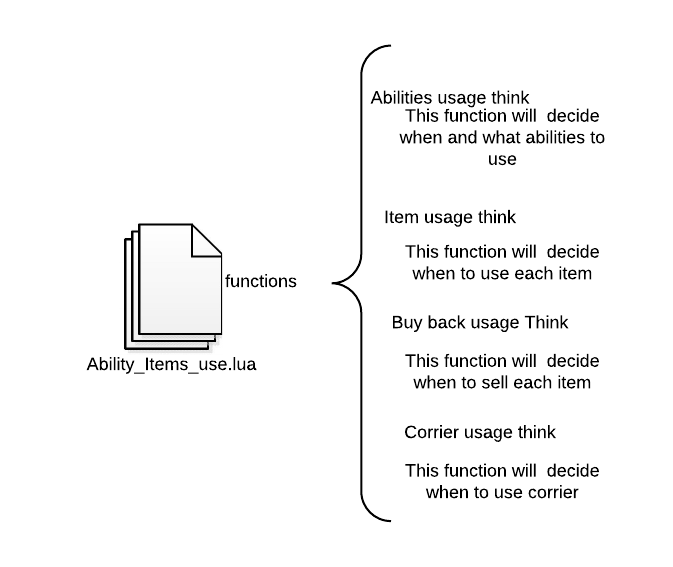 Abilities usage think
This function will decide
when and what abilities to
use
Item usage think
This function will decide
when to use each item
functions
Buy back usage Think
Ability_Items_use.lua
This function will decide
when to sell each item
Corrier usage think
This function will decide
when to use corrier